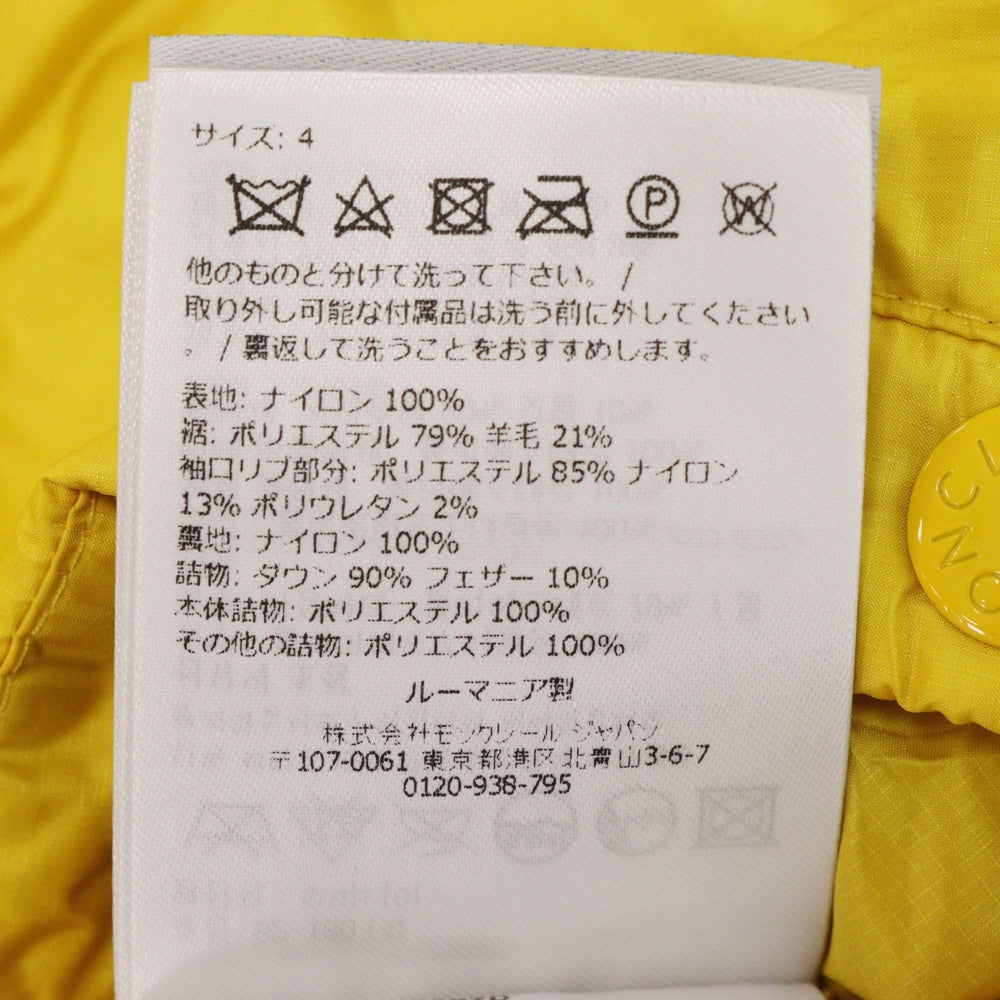 サイズ: 4
P
W
他のものと分けて洗って下さい。 /
取り外し可能な付属品は洗う前に外してください
。 / 裏返して洗うことをおすすめします。
表地: ナイロン 100%
裾: ポリエステル 79% 羊毛 21%
袖口リブ部分: ポリエステル 85% ナイロン
13% ポリウレタン 2%
裏地: ナイロン 100%
詰物: ダウン 90% フェザー 10%
本体詰物: ポリエステル 100%
その他の詰物: ポリエステル 100%
ルーマニア製
株式会社モンクレール ジャパン
〒107-0061 東京都港区北青山3-6-7
0120-938-795